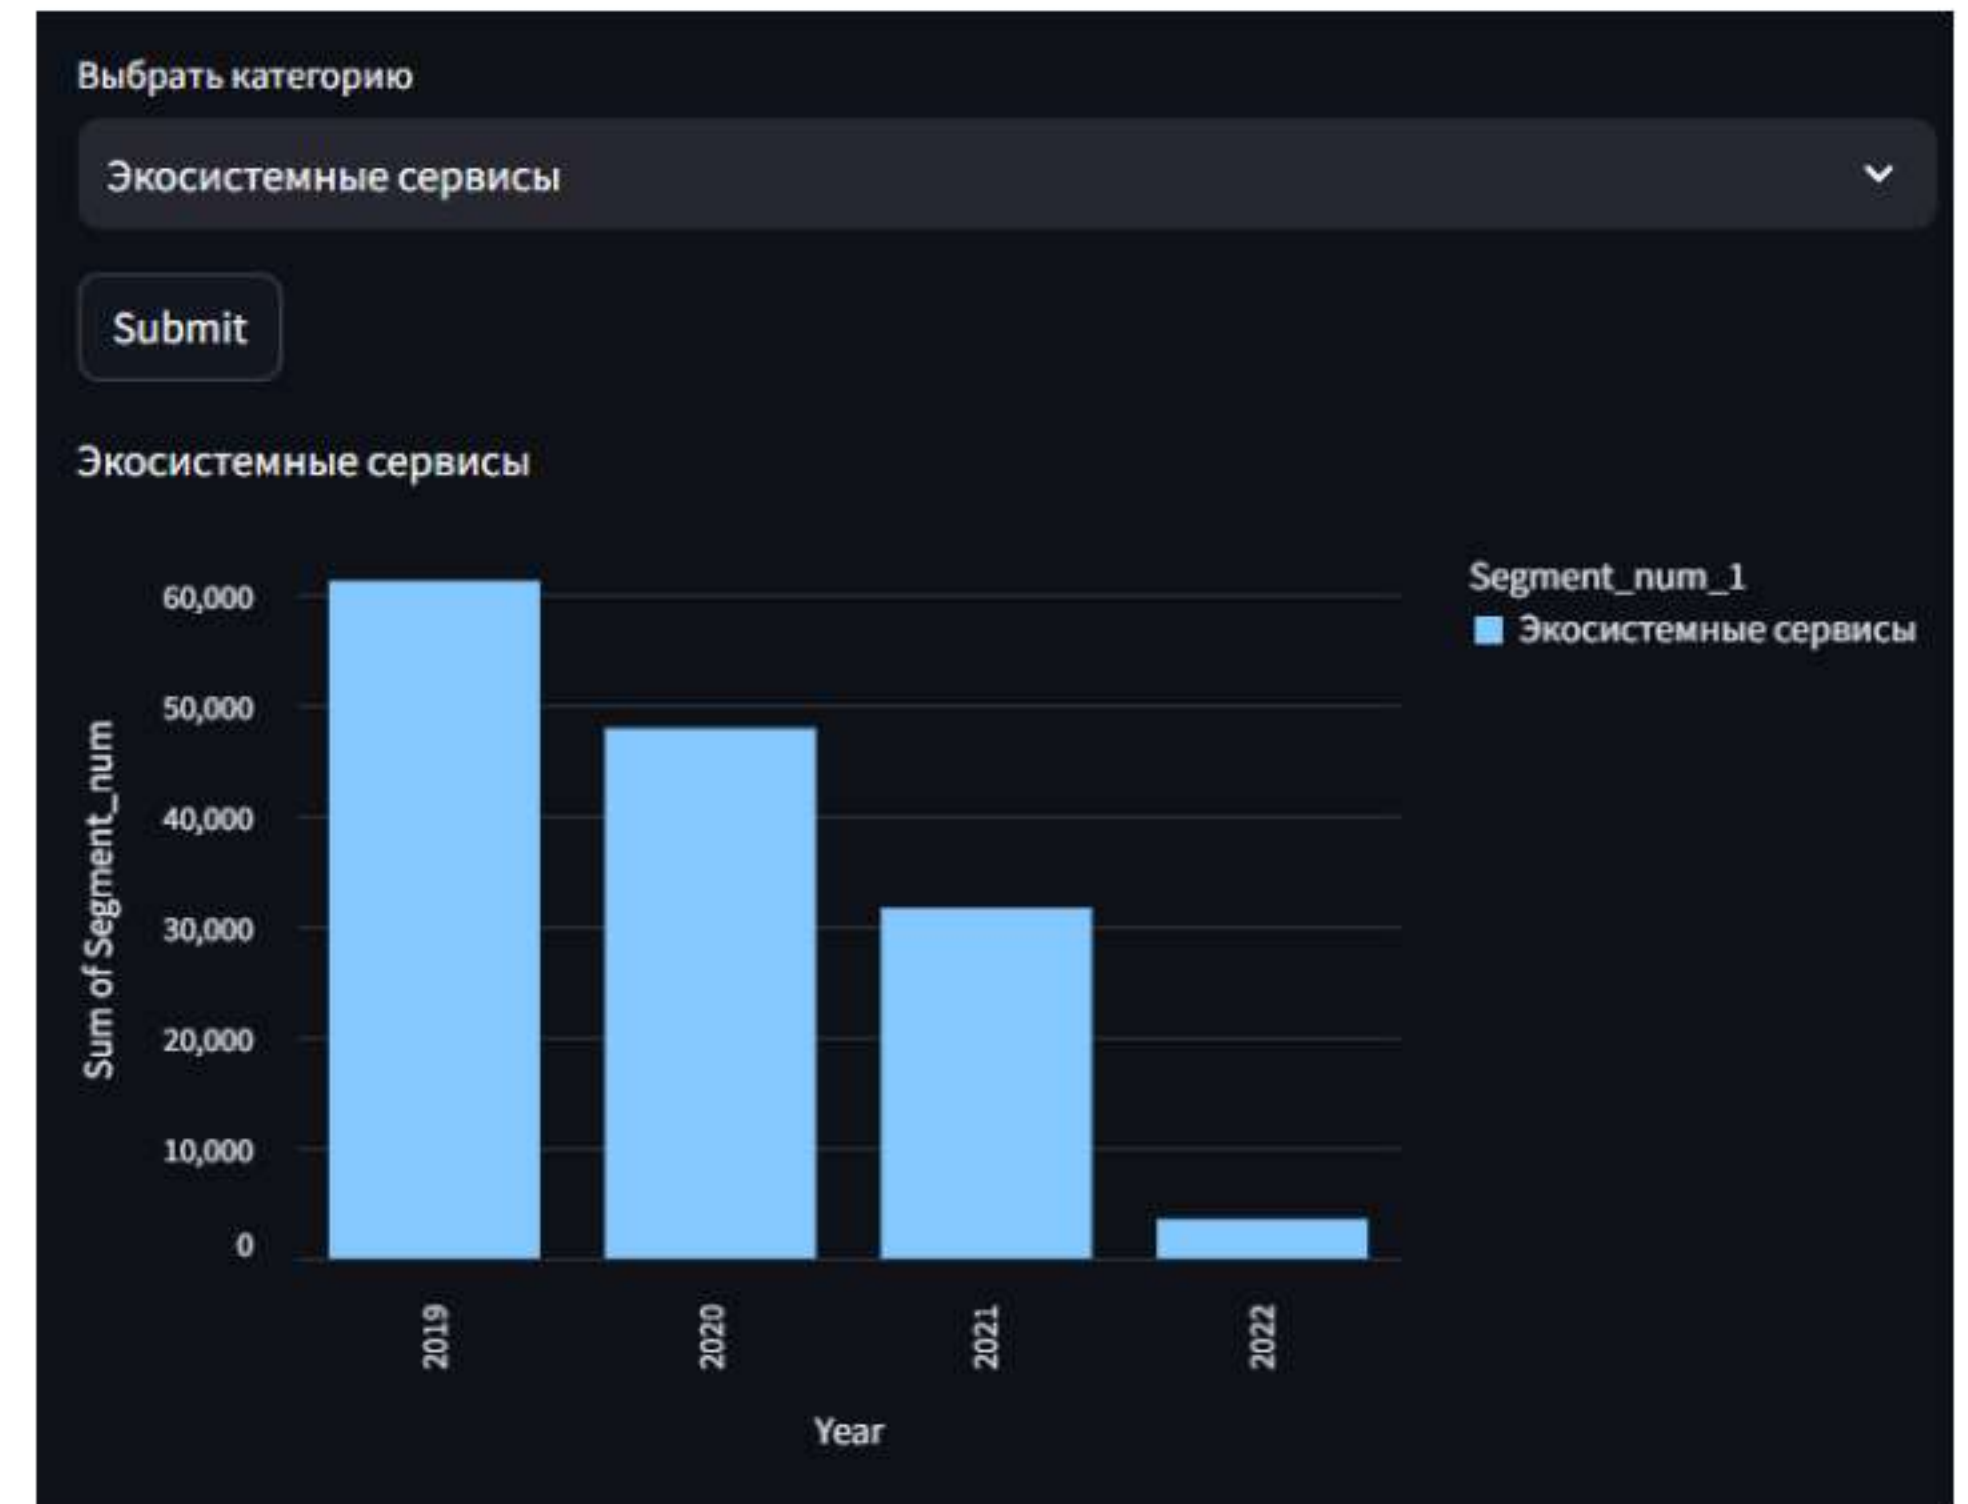 Выбрать категорию
Экосистемные сервисы
Submit
Экосистемные сервисы
Segment_num_1
Экосистемные сервисы
Sum of Segment_num
60,000
50,000
40,000
30,000
20,000
10,000
0
2019
2020
2021
2022
Year